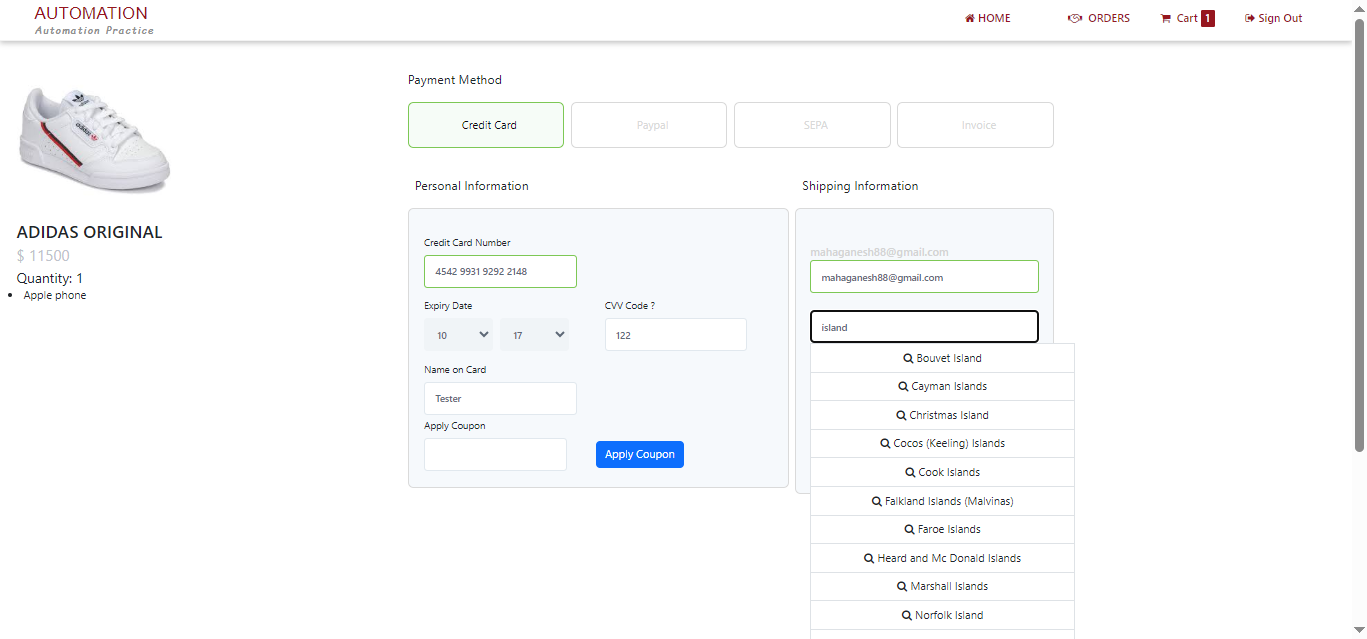 AUTOMATION
Automation Practice
HOME
ORDERS
Cart 1
Sign Out
adidas
ADIDAS ORIGINAL
$ 11500
Quantity: 1
Apple phone
Payment Method
Credit Card
Paypal
SEPA
Invoice
Personal Information
Credit Card Number
4542 9931 9292 2148
Expiry Date
CVV Code ?
10
17
122
Name on Card
Tester
Apply Coupon
Apply Coupon
Shipping Information
mahaganesh88@gmail.com
mahaganesh88@gmail.com
island
Bouvet Island
Cayman Islands
Christmas Island
Cocos (Keeling) Islands
Cook Islands
Falkland Islands (Malvinas)
Faroe Islands
Heard and Mc Donald Islands
Marshall Islands
Norfolk Island